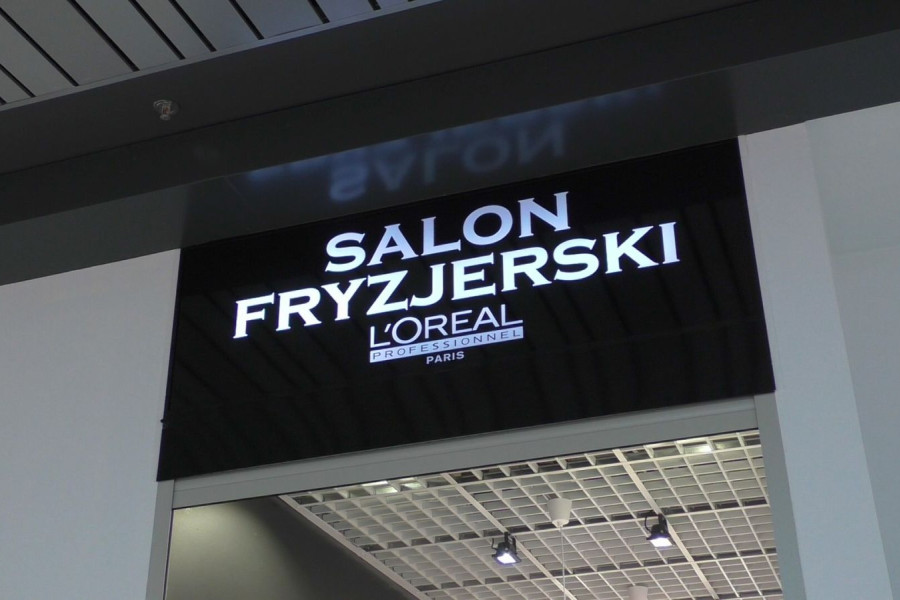 SALON
FRYZJERSKI
L'OREAL
PROFESSIONNEL
PARIS